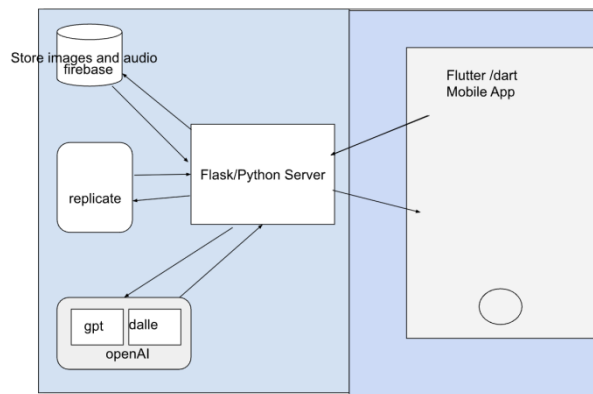 Store images and audio
firebase
Flutter /dart
Mobile App
Flask/Python Server
replicate
gpt
dalle
openAI